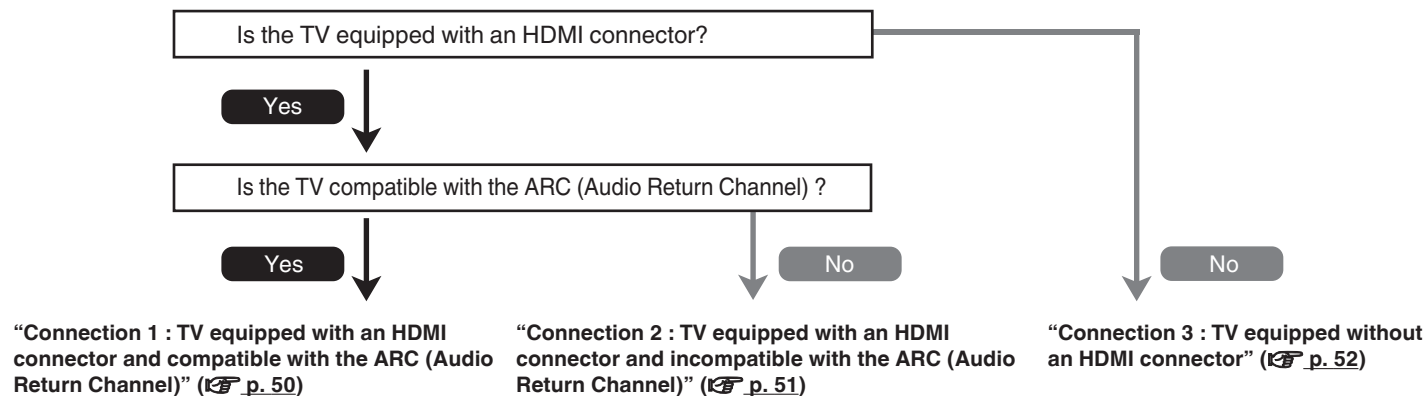 Is the TV equipped with an HDMI connector?
Yes
Is the TV compatible with the ARC (Audio Return Channel) ?
Yes
No
No
“Connection 1 : TV equipped with an HDMI
connector and compatible with the ARC (Audio
Return Channel)” (☞ p. 50)
“Connection 2 : TV equipped with an HDMI
connector and incompatible with the ARC (Audio
Return Channel)” (☞ p. 51)
“Connection 3 : TV equipped without
an HDMI connector” (☞ p. 52)